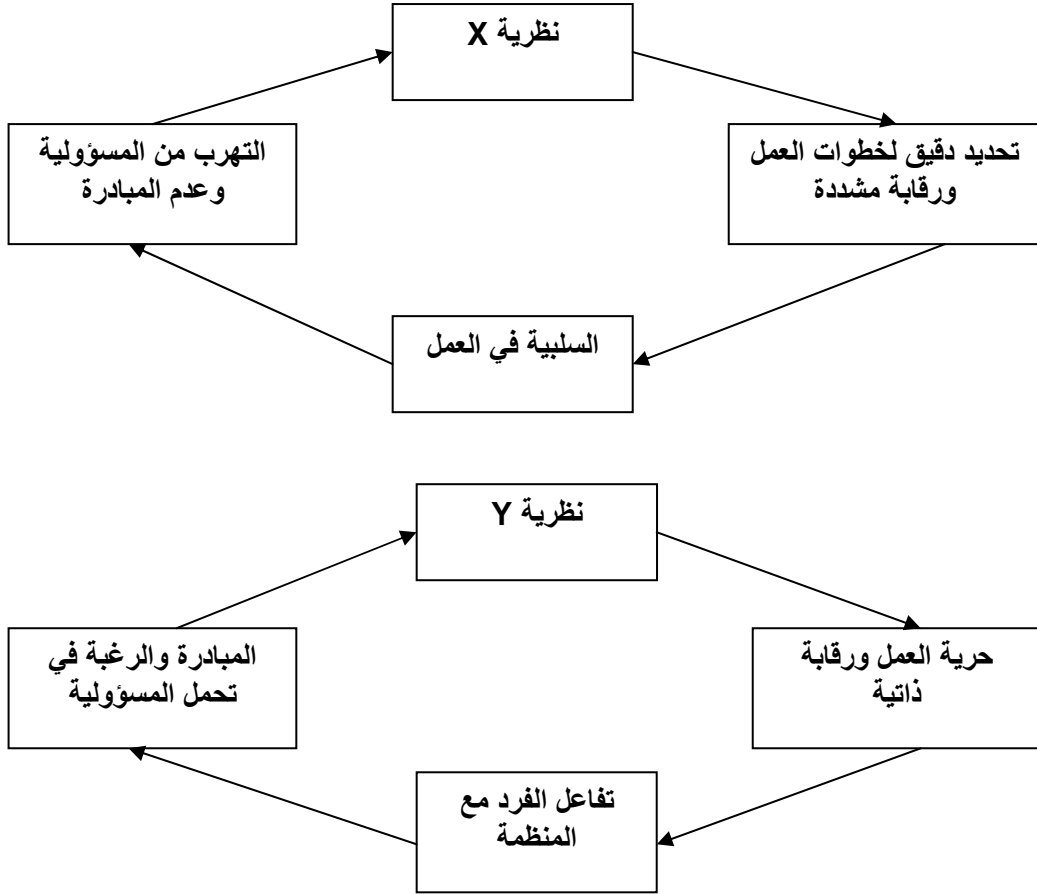 نظرية X
تحديد دقيق لخطوات العمل
ورقابة مشددة
التهرب من المسؤولية
وعدم المبادرة
السلبية في العمل
نظرية Y
حرية العمل ورقابة
ذاتية
المبادرة والرغبة في
تحمل المسؤولية
تفاعل الفرد مع
المنظمة